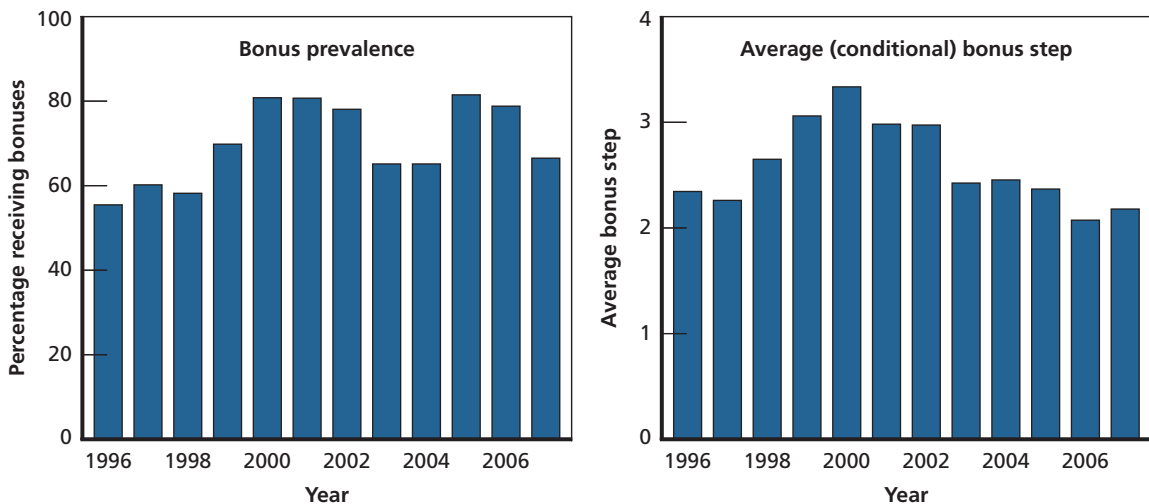 Bonus prevalence
Percentage receiving bonuses
100
80
60
40
20
0
1996 1998 2000 2002 2004 2006
Year
Average (conditional) bonus step
Average bonus step
4
3
2
1
0
1996 1998 2000 2002 2004 2006
Year